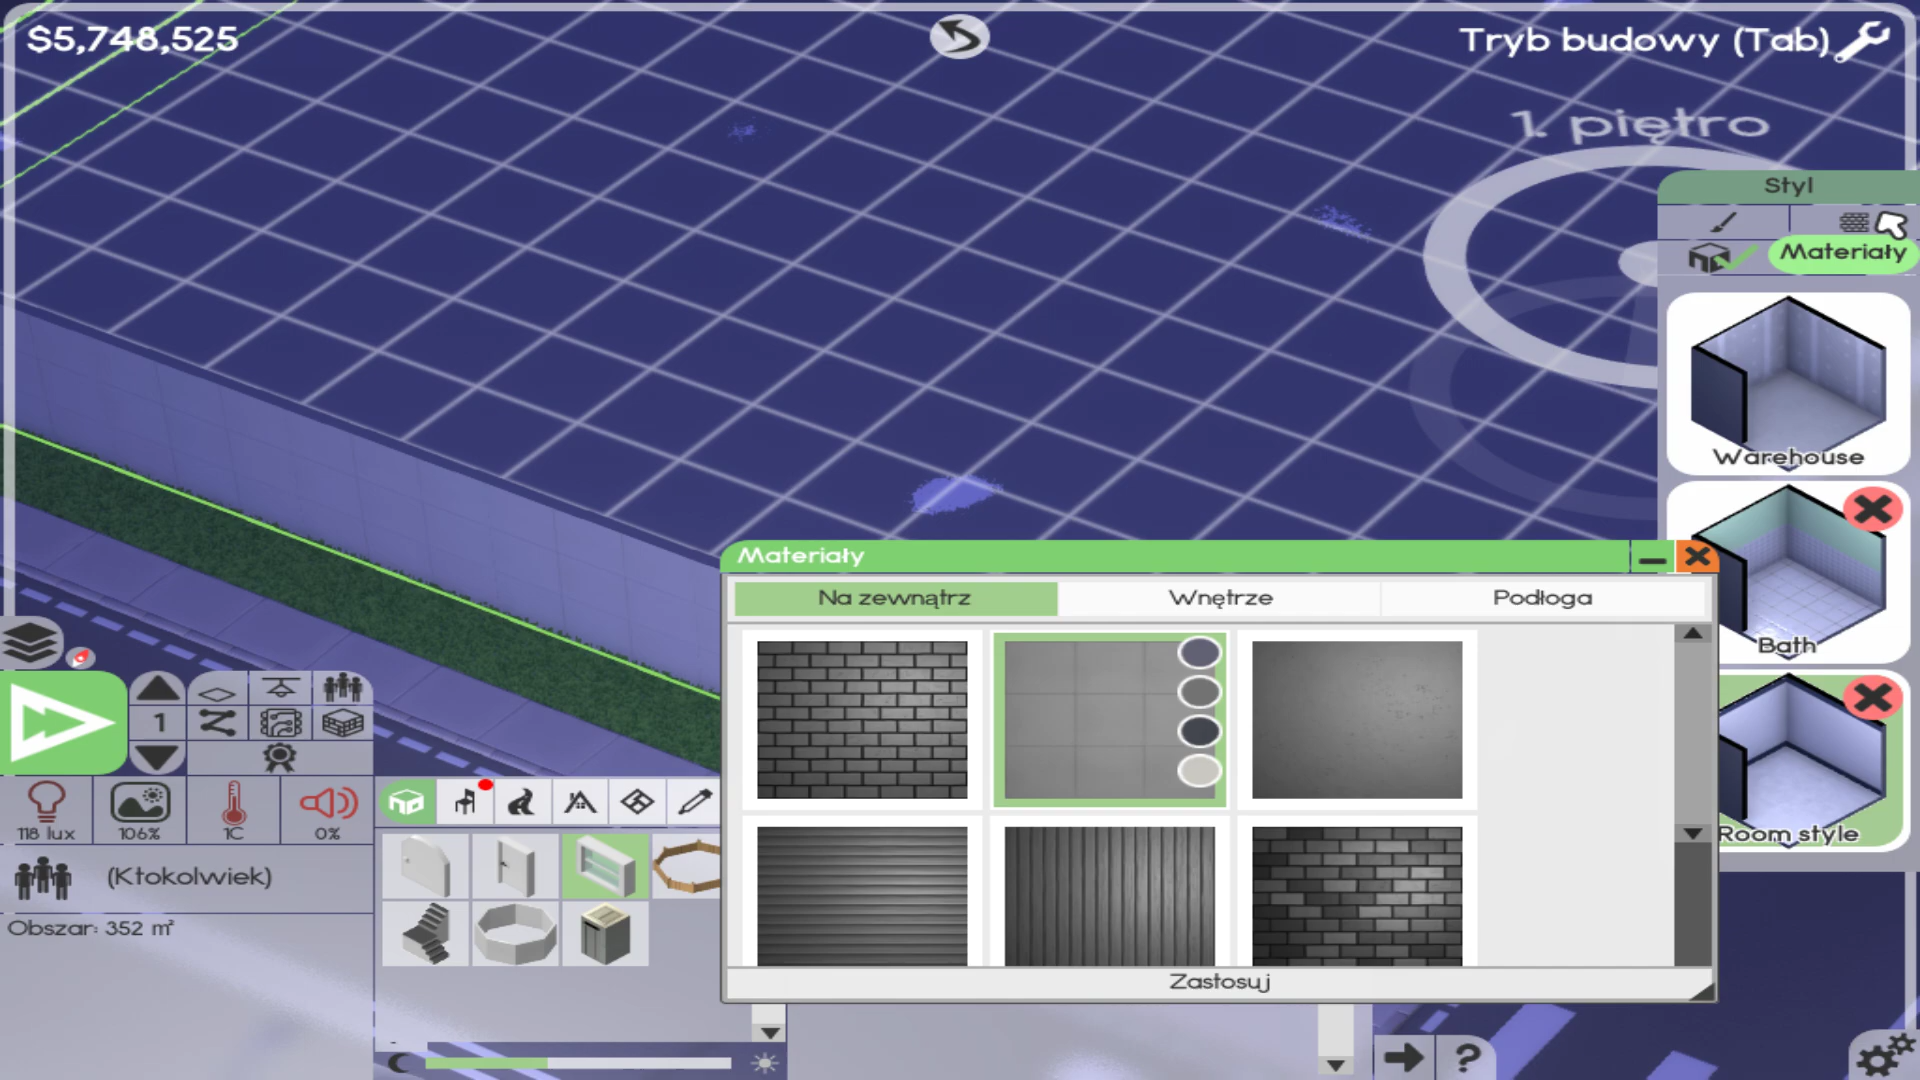 $5,748,525
Tryb budowy (Tab)
1. piętro
Styl
Materiały
Warehouse
Bath
Room style
Materiały
Na zewnątrz
Wnętrze
Podłoga
Zastosuj
1
118 lux
106%
1C
0%
(Ktokolwiek)
Obszar: 352 m²
?